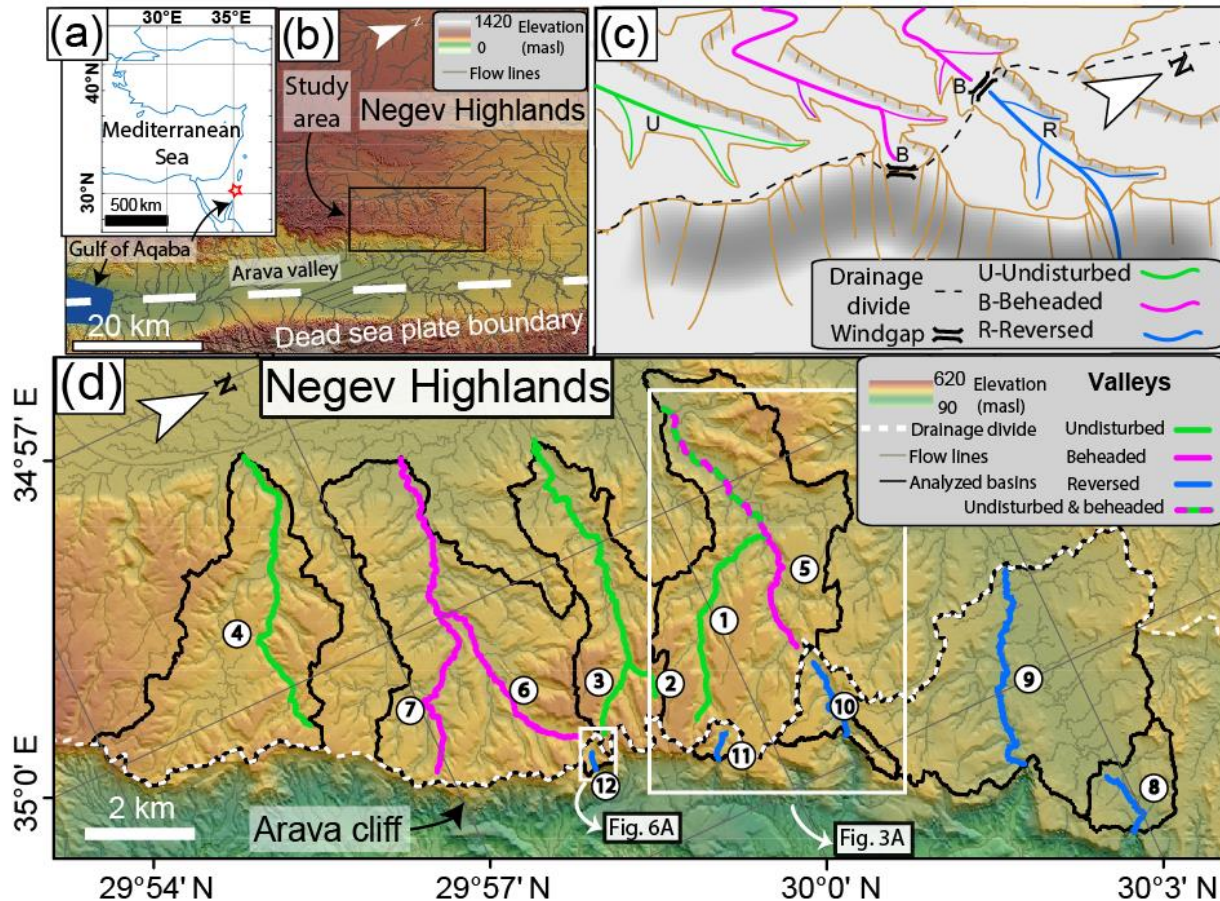 (a)
30°E
35°E
40°N
30°N
Mediterranean
Sea
500 km
Gulf of Aqaba
(b)
N
1420
0
Elevation
(masl)
Flow lines
Study
area
Negev Highlands
Arava valley
20 km
Dead sea plate boundary
(c)
N
U
B
B
R
Drainage
divide
Windgap
U-Undisturbed
B-Beheaded
R-Reversed
(d)
N
Negev Highlands
620
90
Elevation
(masl)
Drainage divide
Flow lines
Analyzed basins
Valleys
Undisturbed
Beheaded
Reversed
Undisturbed & beheaded
34°57' E
35°0' E
4
7
6
3
2
1
5
12
11
10
9
8
2 km
Arava cliff
Fig. 6A
Fig. 3A
29°54' N
29°57' N
30°0' N
30°3' N